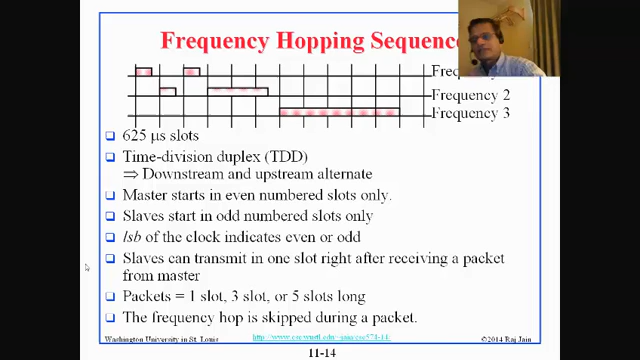 Frequency Hopping Sequence
Frequency 2
Frequency 3
625 μs slots
Time-division duplex (TDD)
⇒ Downstream and upstream alternate
Master starts in even numbered slots only.
Slaves start in odd numbered slots only
lsb of the clock indicates even or odd
Slaves can transmit in one slot right after receiving a packet
from master
Packets = 1 slot, 3 slot, or 5 slots long
The frequency hop is skipped during a packet.
Washington University in St. Louis
©2014 Raj Jain
11-14